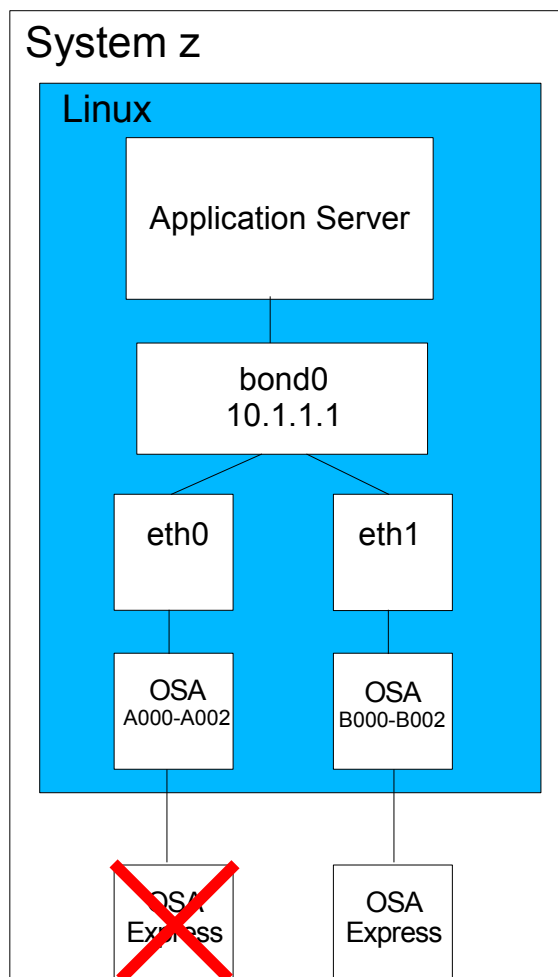 System z
Linux
Application Server
bond0
10.1.1.1
eth0
eth1
OSA
A000-A002
OSA
B000-B002
OSA
Express
OSA
Express